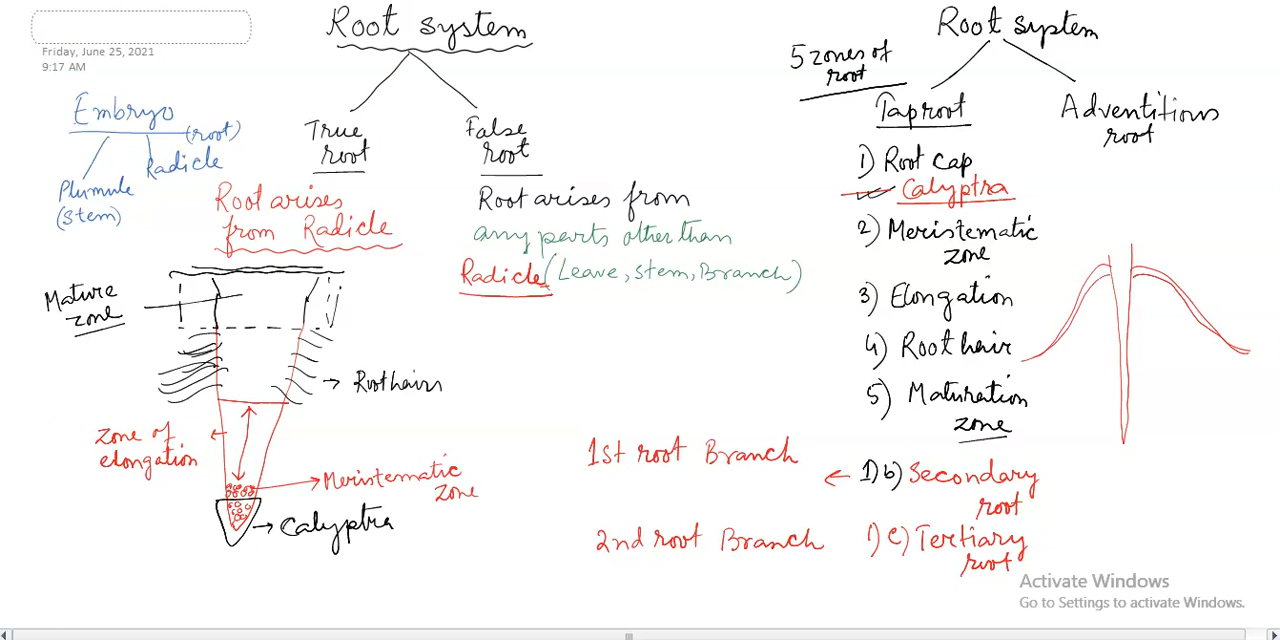 Friday, June 25, 2021
9:17 AM
Root system
True
root
False
root
Embryo
(root)
Radicle
Plumule
(Stem)
Root arises
from Radicle
Root arises from
any parts other than
Radicle (Leave, Stem, Branch)
Mature
zone
Root hairs
Zone of
elongation
Meristematic
zone
Calyptra
Root system
5 zones of
root
Taproot
Adventitions
root
1) Root cap
Calyptra
2) Meristematic
zone
3) Elongation
4) Root hair
5) Maturation
zone
1st root Branch
1) b) Secondary
root
2nd root Branch
1) c) Tertiary
root
Activate Windows
Go to Settings to activate Windows.